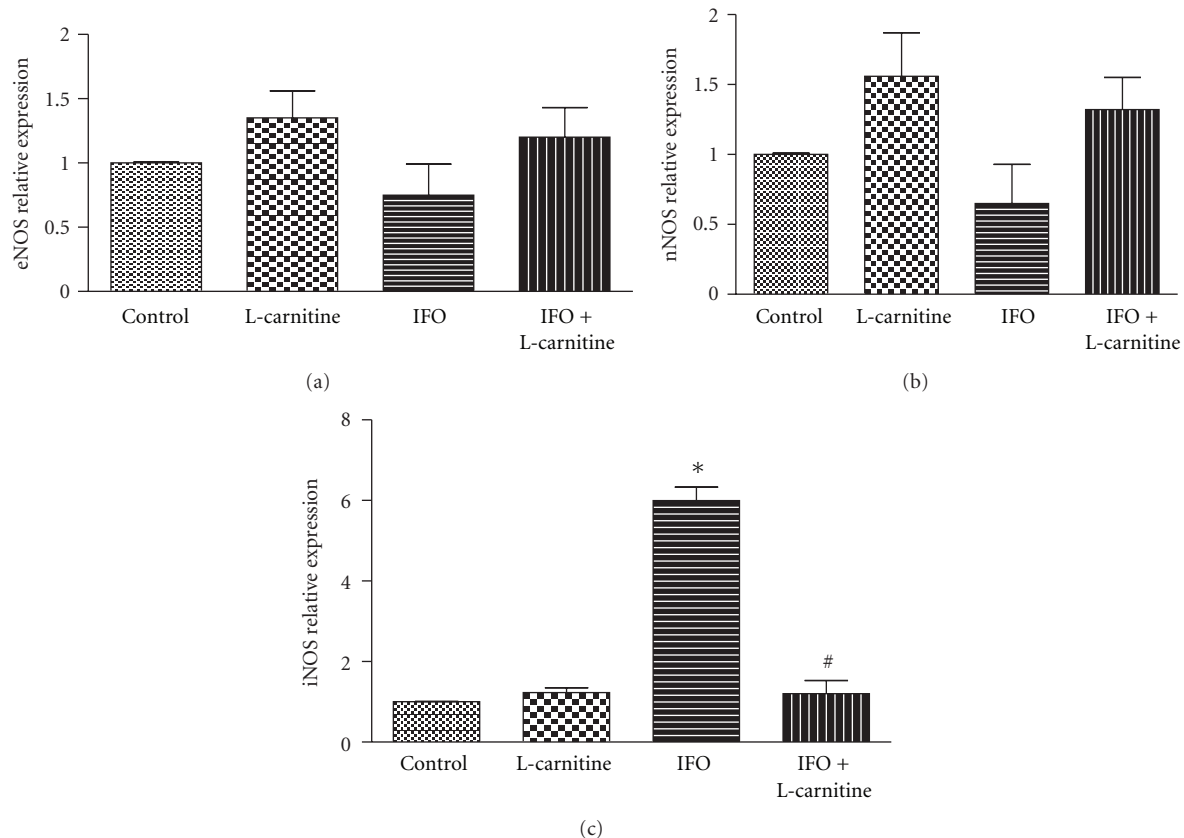 eNOS relative expression
2
1.5
1
0.5
0
Control
L-carnitine
IFO
IFO +
L-carnitine
(a)
nNOS relative expression
2
1.5
1
0.5
0
Control
L-carnitine
IFO
IFO +
L-carnitine
(b)
iNOS relative expression
8
6
4
2
0
*
#
Control
L-carnitine
IFO
IFO +
L-carnitine
(c)